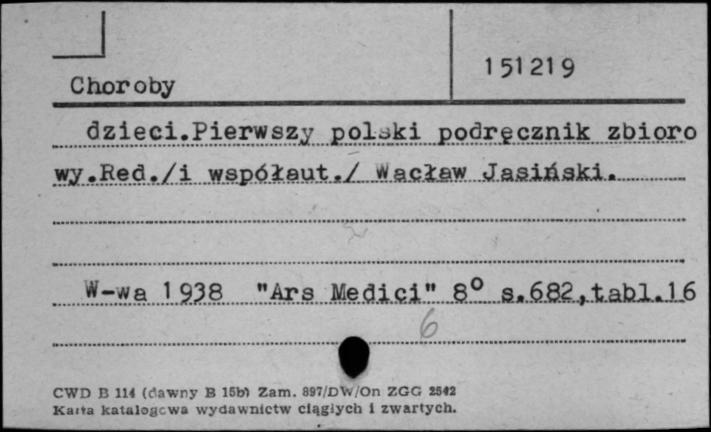 151219
Choroby
dzieci.Pierwszy polski podręcznik zbioro
wy.Red./i współaut./ Wacław Jasiński.
W-wa 1938 "Ars Medici" 8° s.682,tabl.16
6
CWD B 114 (dawny B 15b) Zam. 897/DW/On ZGG 2542
Karta katalogowa wydawnictw ciągłych i zwartych.